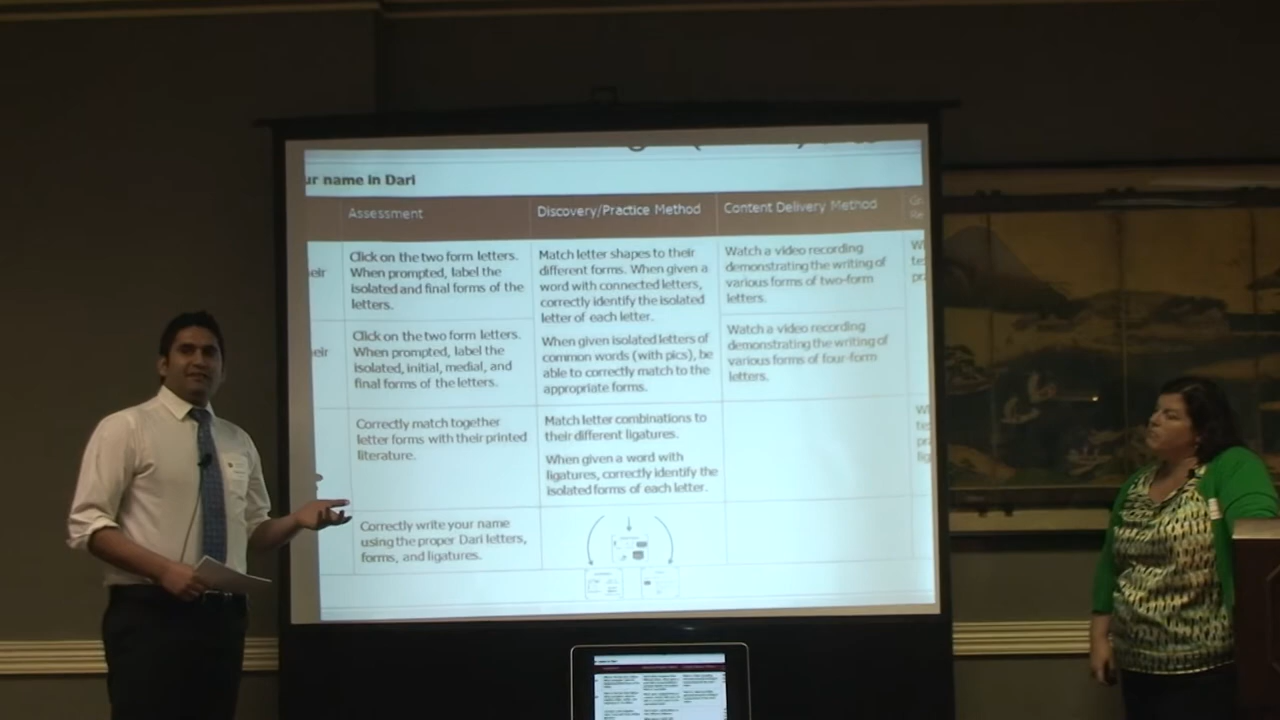 ur name in Dari
Assessment
Discovery/Practice Method
Content Delivery Method
eir
Click on the two form letters.
When prompted, label the
isolated and final forms of the
letters.
Match letter shapes to their
different forms. When given a
word with connected letters,
correctly identify the isolated
letter of each letter.
Watch a video recording
demonstrating the writing of
various forms of two-form
letters.
eir
Click on the two form letters.
When prompted, label the
isolated, initial, medial, and
final forms of the letters.
When given isolated letters of
common words (with pics), be
able to correctly match to the
appropriate forms.
Watch a video recording
demonstrating the writing of
various forms of four-form
letters.
Correctly match together
letter forms with their printed
literature.
Match letter combinations to
their different ligatures.
When given a word with
ligatures, correctly identify the
isolated forms of each letter.
Correctly write your name
using the proper Dari letters,
forms, and ligatures.